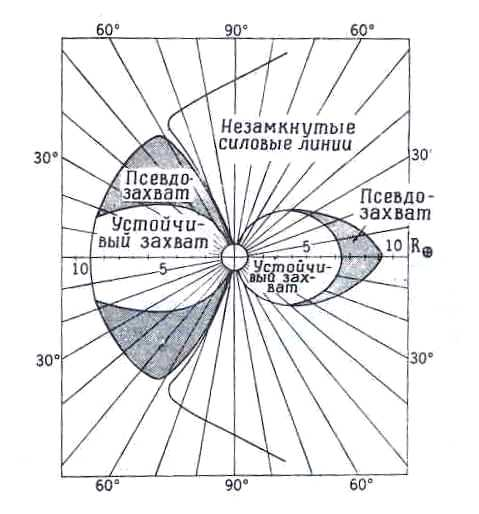 60° 90° 60°
Незамкнутые
силовые линии
30° 30′
Псевдо-
захват
Псевдо-
захват
Устойчи-
вый захват
5 10 R⊕
10 5
Устойчи-
вый зах-
ват
30° 30°
60° 90° 60°